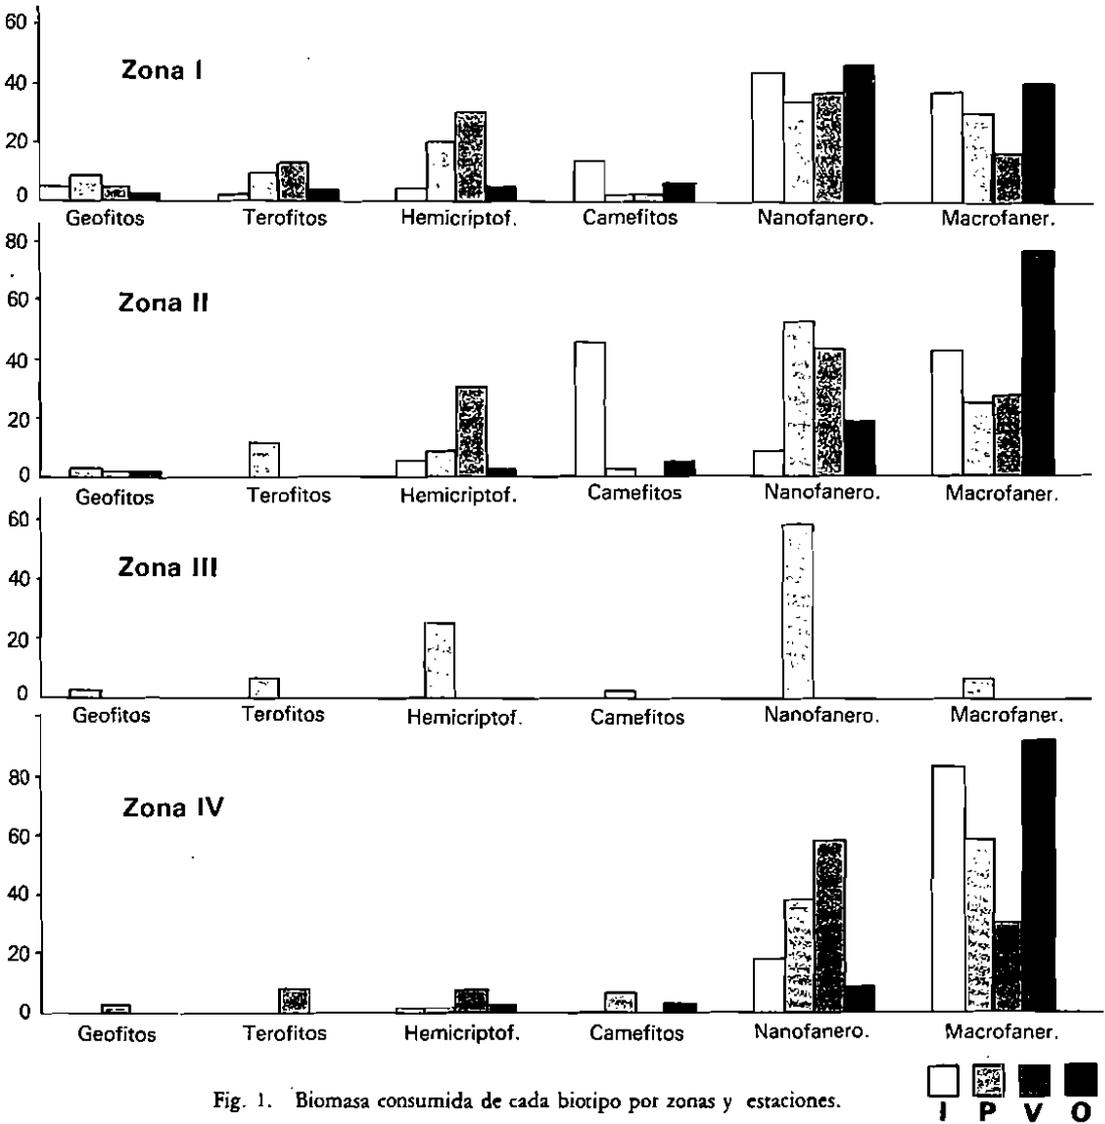 60
Zona I
40
20
0
Geofitos Terofitos Hemicriptof. Camefitos Nanofanero. Macrofaner.
80
60
Zona II
40
20
0
Geofitos Terofitos Hemicriptof. Camefitos Nanofanero. Macrofaner.
60
Zona III
40
20
0
Geofitos Terofitos Hemicriptof. Camefitos Nanofanero. Macrofaner.
80
Zona IV
60
40
20
0
Geofitos Terofitos Hemicriptof. Camefitos Nanofanero. Macrofaner.
I P V O
Fig. 1. Biomasa consumida de cada biotipo por zonas y estaciones.